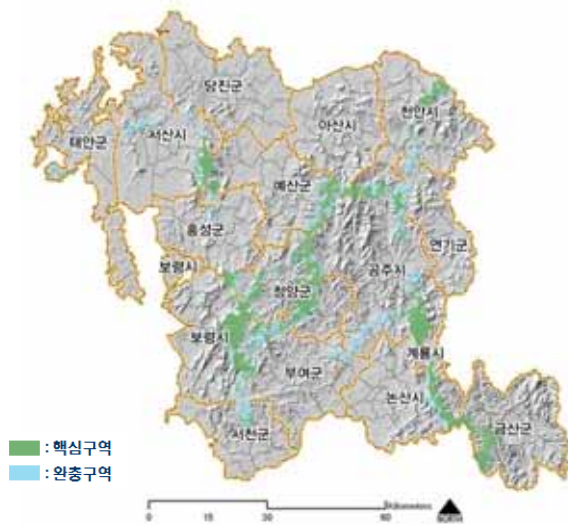 당진군
아산시
천안시
서산시
태안군
예산군
홍성군
연기군
보령시
공주시
청양군
보령시
계룡시
부여군
논산시
서천군
금산군
: 핵심구역
: 완충구역
Kilometers
0 15 30 60
NORTH